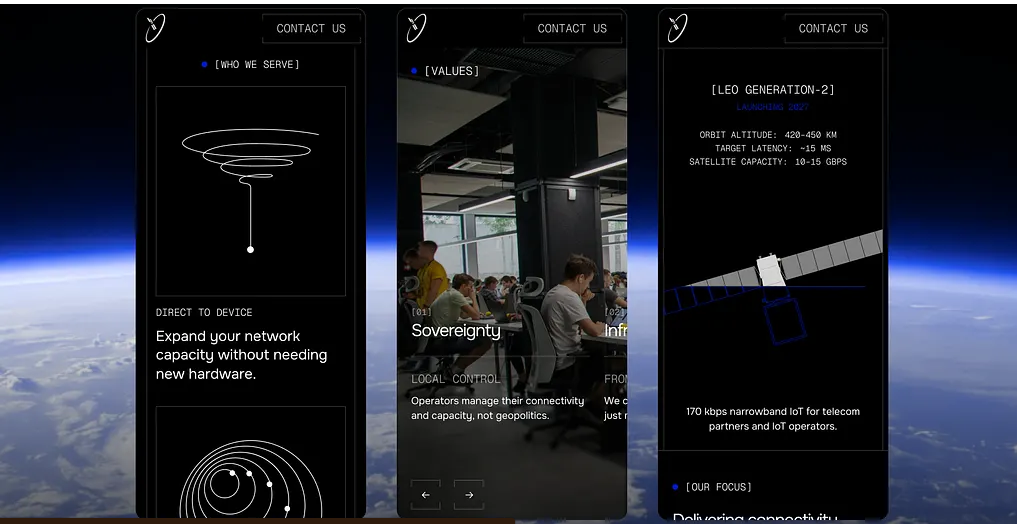 CONTACT US
[WHO WE SERVE]
DIRECT TO DEVICE
Expand your network
capacity without needing
new hardware.
CONTACT US
[VALUES]
[01]
Sovereignty
LOCAL CONTROL
Operators manage their connectivity
and capacity, not geopolitics.
[02]
CONTACT US
[LEO GENERATION-2]
LAUNCHING 2027
ORBIT ALTITUDE: 420-450 KM
TARGET LATENCY: ~15 MS
SATELLITE CAPACITY: 10-15 GBPS
170 kbps narrowband IoT for telecom
partners and IoT operators.
[OUR FOCUS]
Delivering connectivity